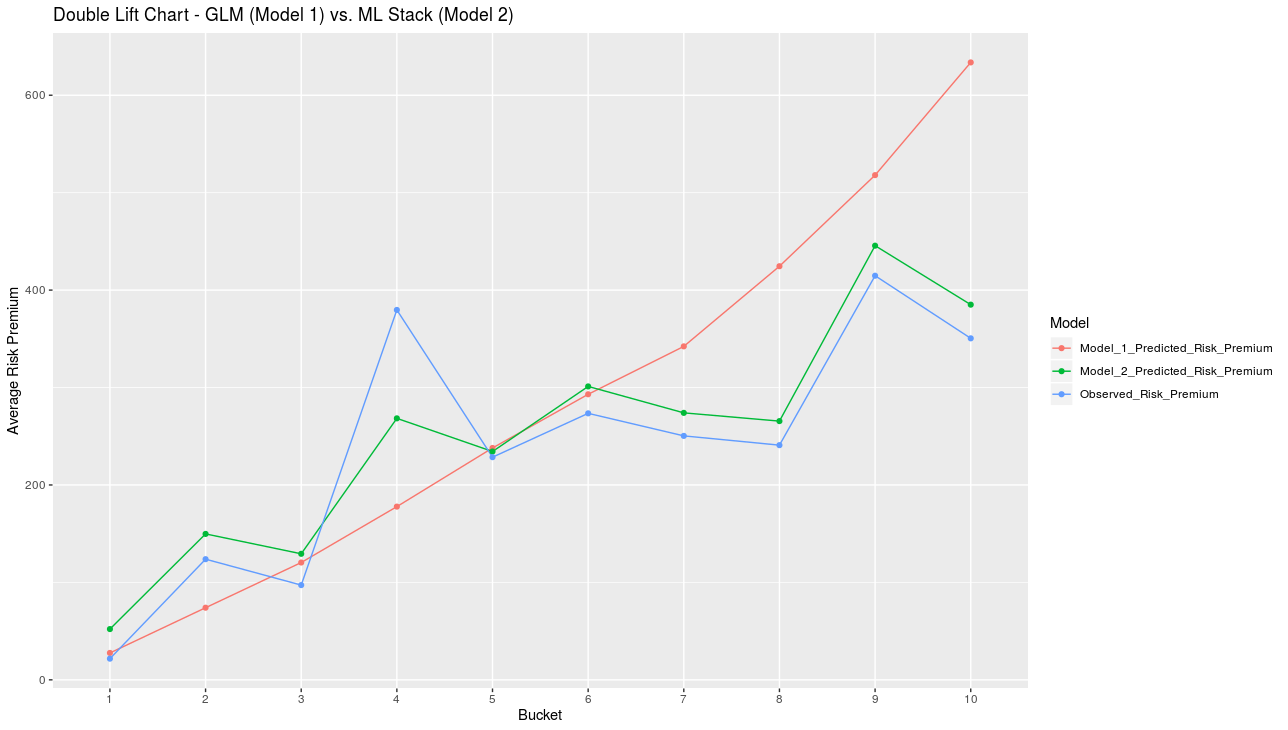 Double Lift Chart - GLM (Model 1) vs. ML Stack (Model 2)
600
400
200
0
Average Risk Premium
1 2 3 4 5 6 7 8 9 10
Bucket
Model
Model_1_Predicted_Risk_Premium
Model_2_Predicted_Risk_Premium
Observed_Risk_Premium